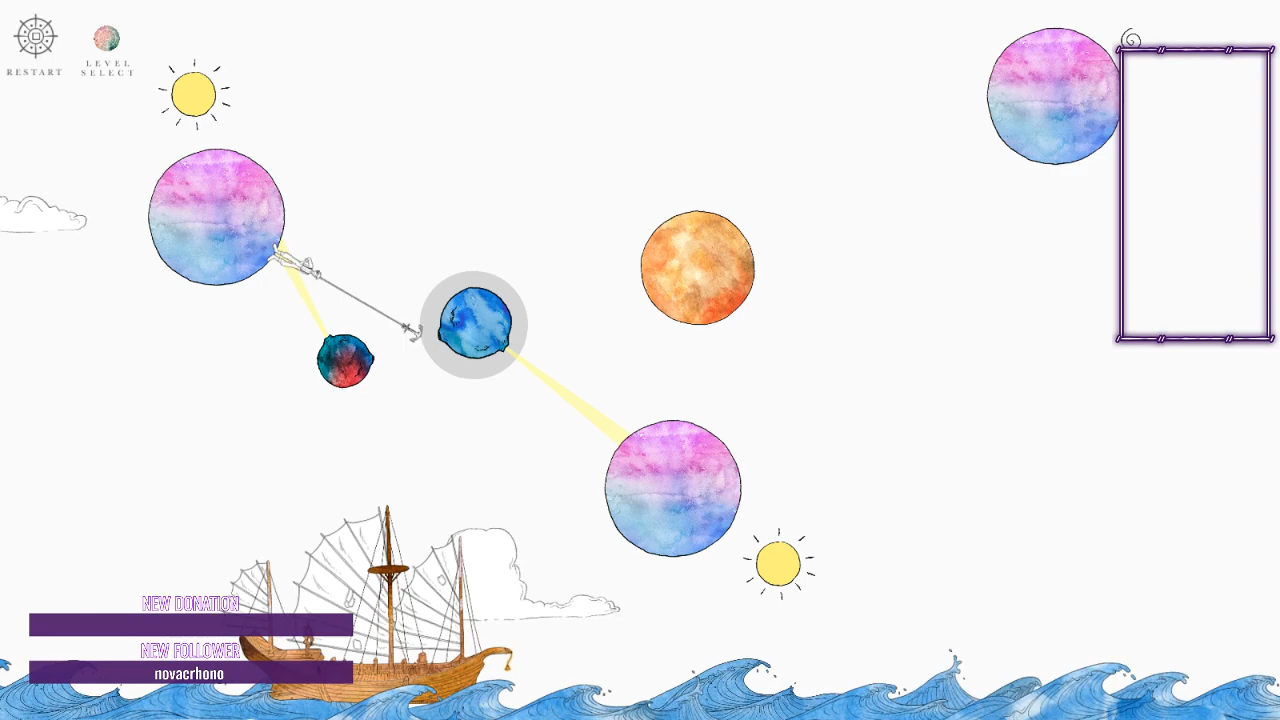 RESTART
LEVEL
SELECT
NEW DONATION
NEW FOLLOWER
novacrhono